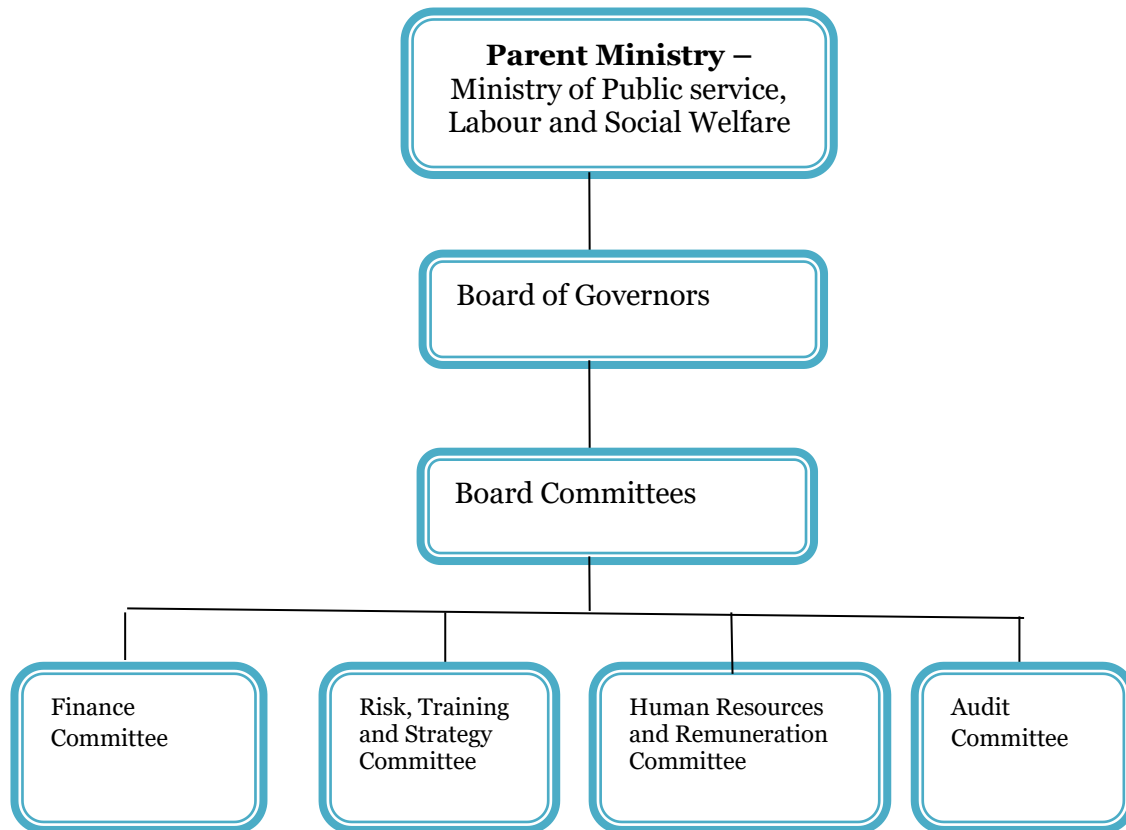 Parent Ministry –
Ministry of Public service,
Labour and Social Welfare
Board of Governors
Board Committees
Finance
Committee
Risk, Training
and Strategy
Committee
Human Resources
and Remuneration
Committee
Audit
Committee